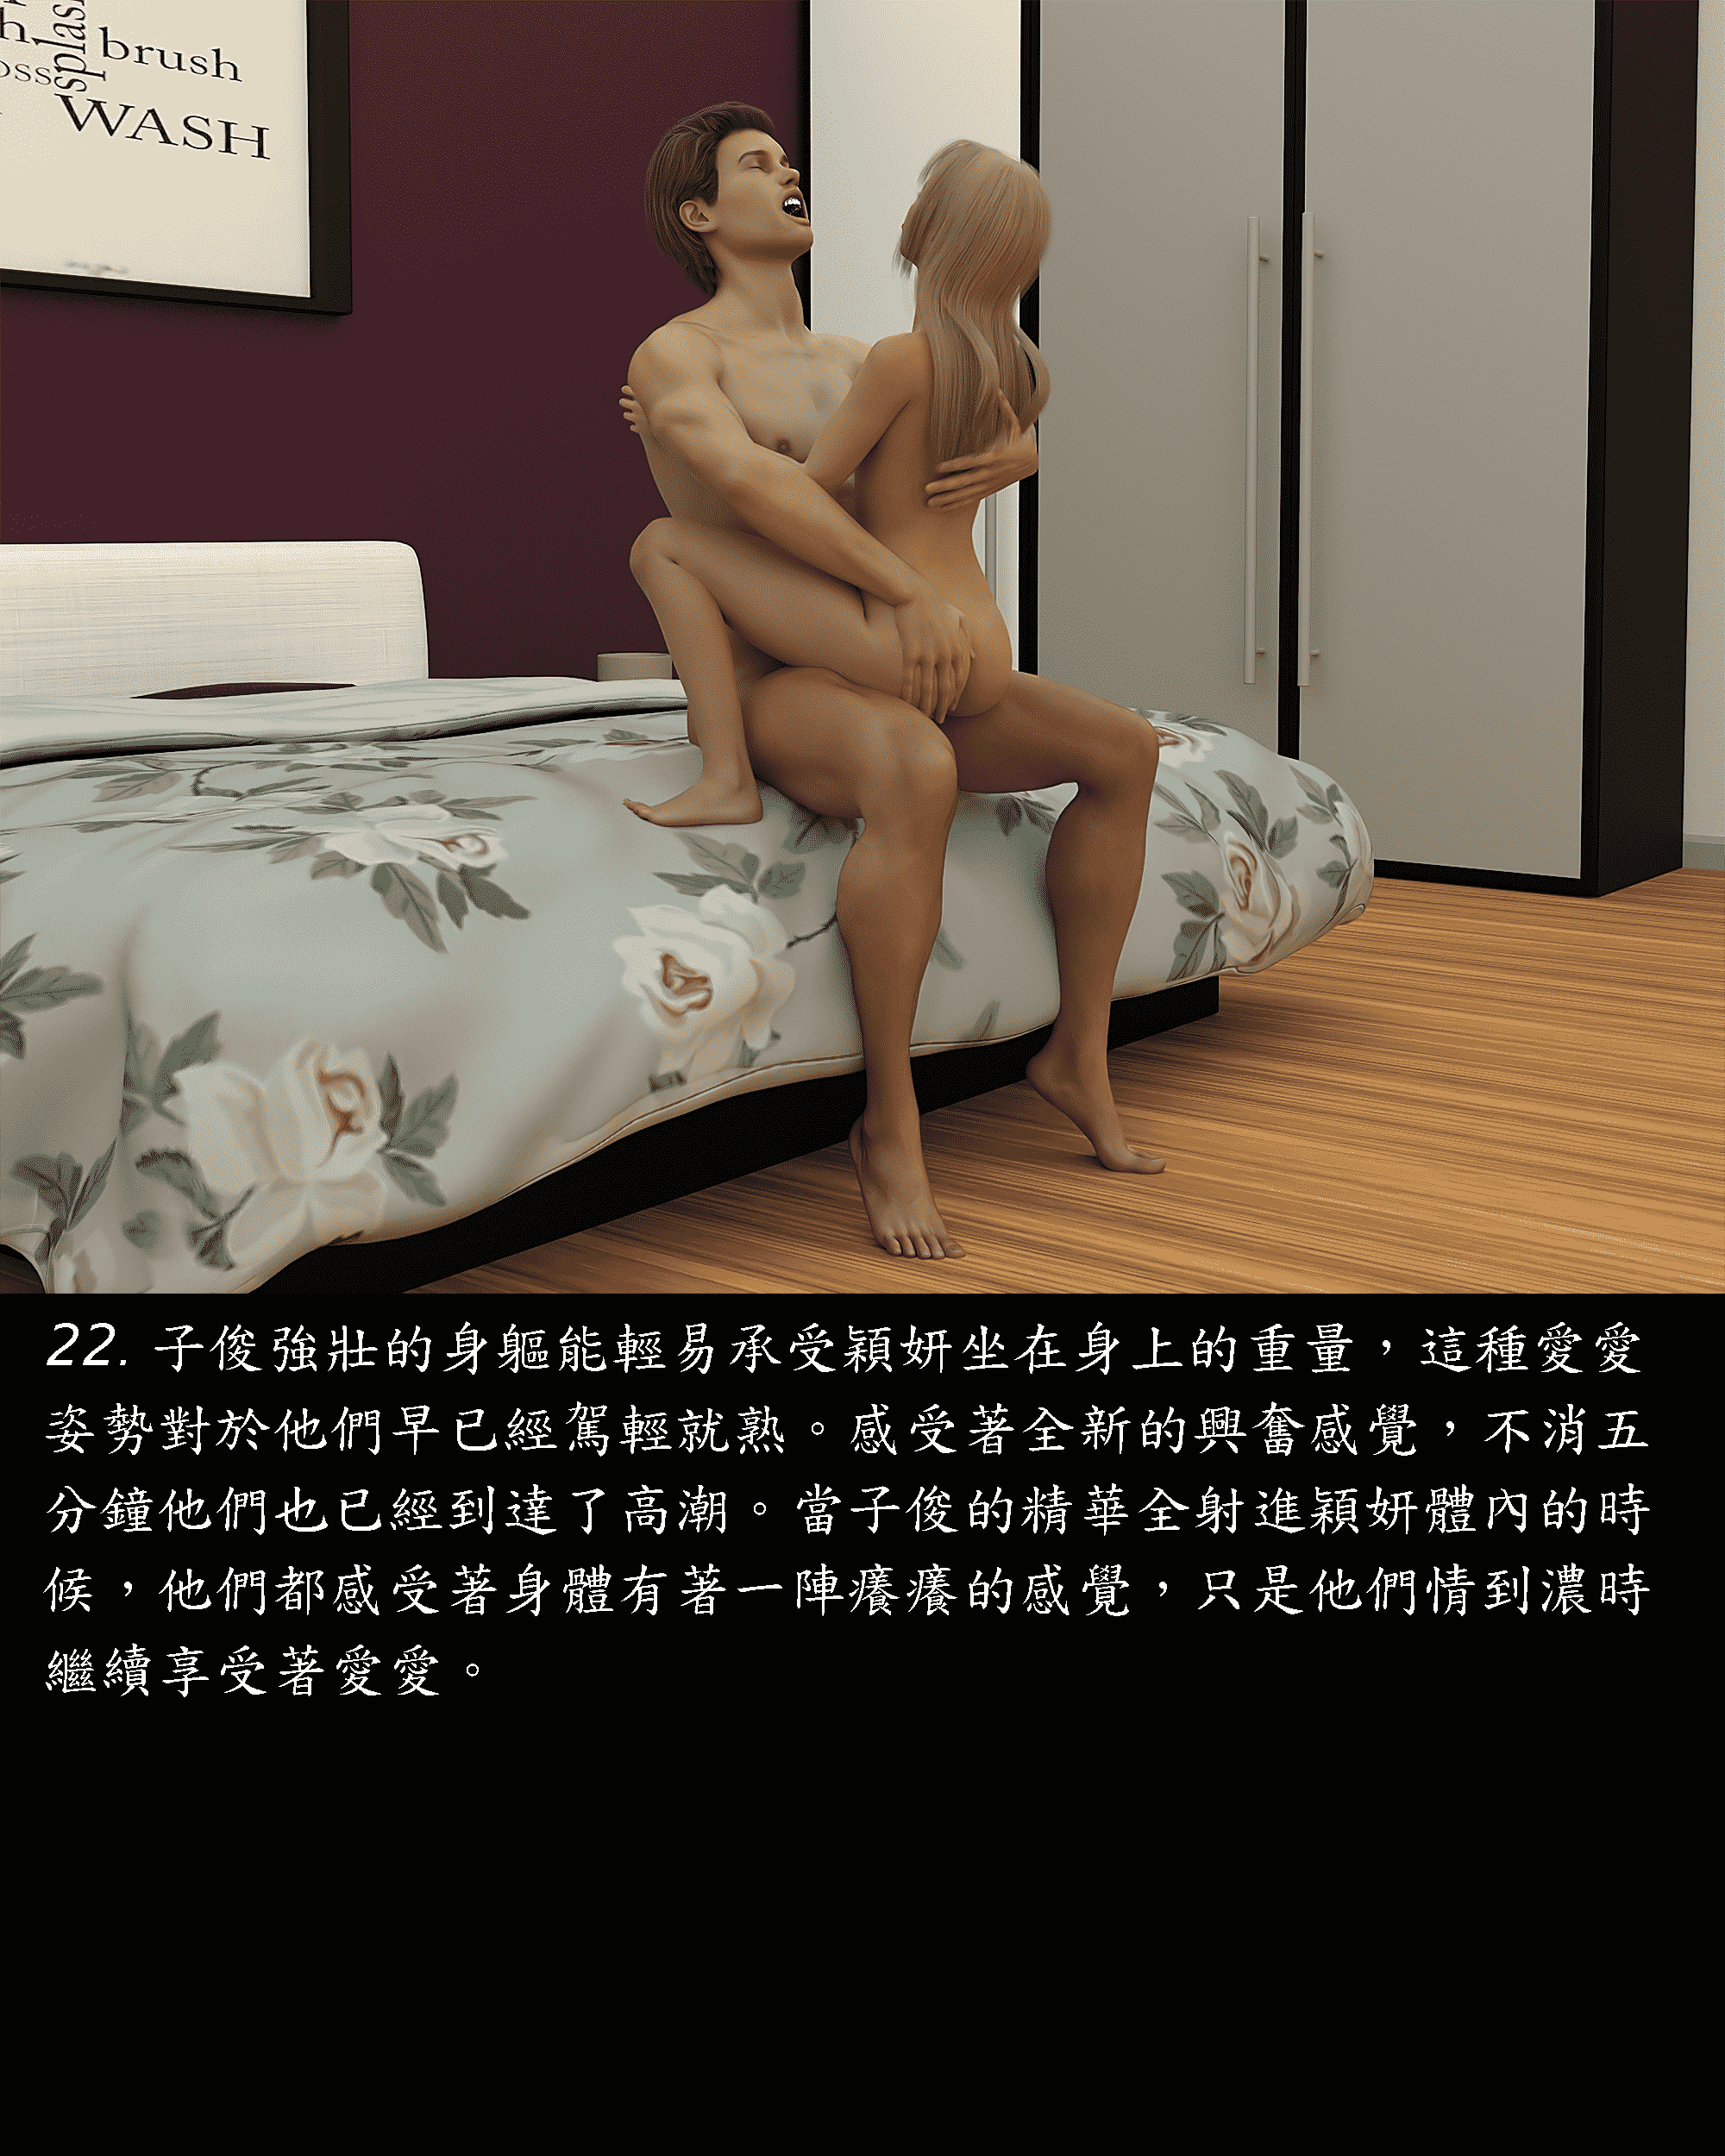 splash
brush
WASH
22. 子俊強壯的身軀能輕易承受穎妍坐在身上的重量，這種愛愛
姿勢對於他們早已經駕輕就熟。感受著全新的興奮感覺，不消五
分鐘他們也已經到達了高潮。當子俊的精華全射進穎妍體內的時
候，他們都感受著身體有著一陣癢癢的感覺，只是他們情到濃時
繼續享受著愛愛。